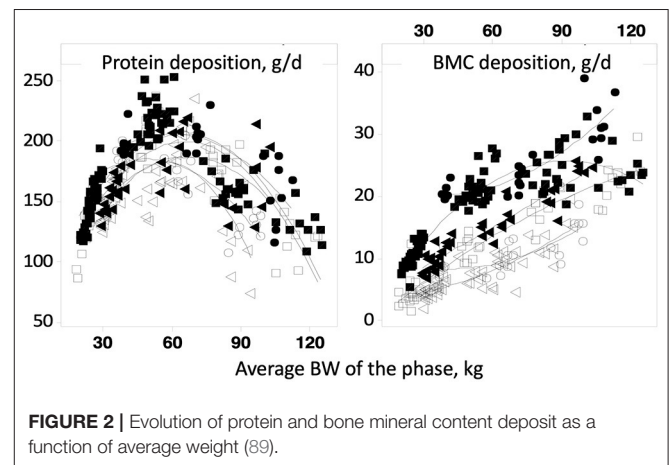 30 60 90 120
Protein deposition, g/d
BMC deposition, g/d
250
200
150
100
50
40
30
20
10
0
30 60 90 120
Average BW of the phase, kg
FIGURE 2 | Evolution of protein and bone mineral content deposit as a
function of average weight (89).